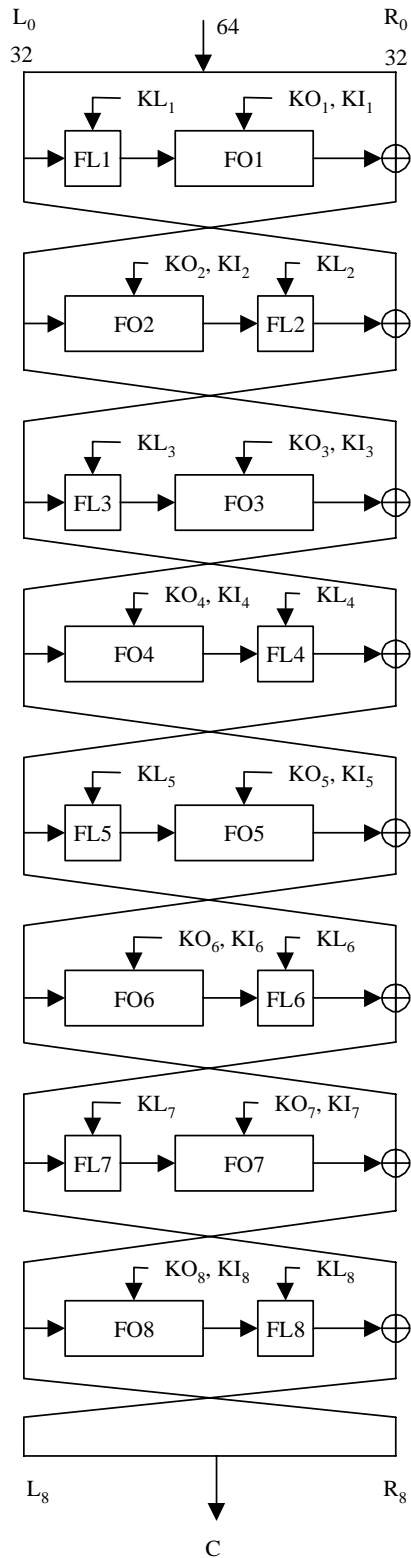 L₀ 64 R₀
32 32
KL₁ KO₁, KI₁
FL1 FO1
KO₂, KI₂ KL₂
FO2 FL2
KL₃ KO₃, KI₃
FL3 FO3
KO₄, KI₄ KL₄
FO4 FL4
KL₅ KO₅, KI₅
FL5 FO5
KO₆, KI₆ KL₆
FO6 FL6
KL₇ KO₇, KI₇
FL7 FO7
KO₈, KI₈ KL₈
FO8 FL8
L₈ R₈
C